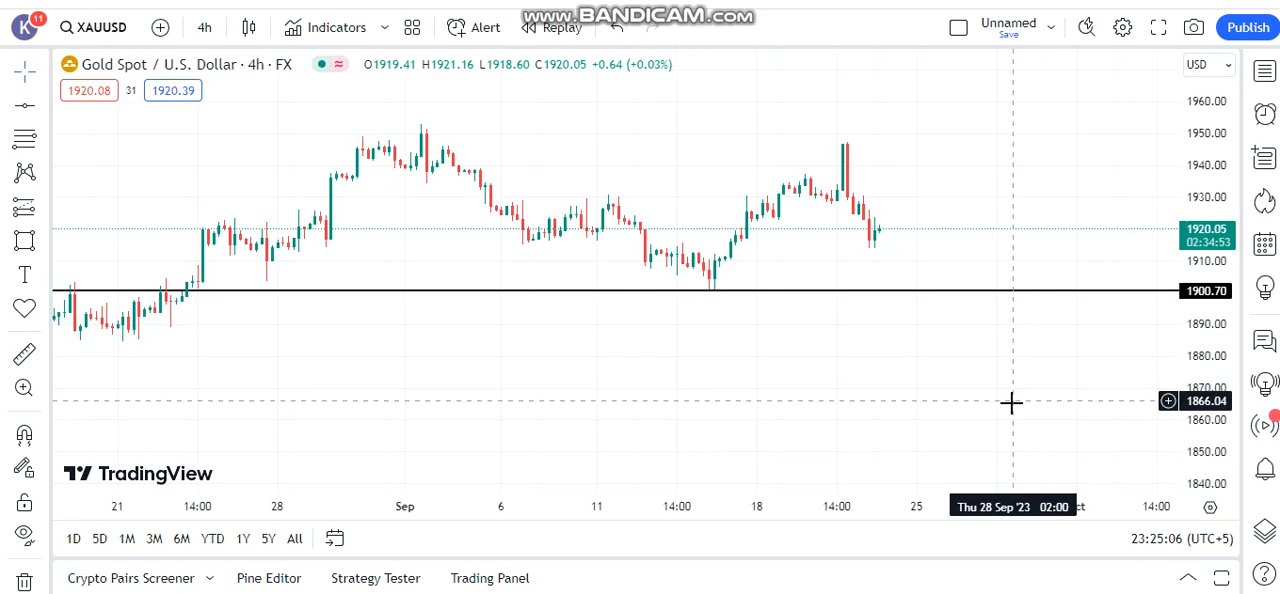 www.BANDICAM.com
K 11 XAUUSD 4h Indicators Alert Replay Unnamed Save Publish
Gold Spot / U.S. Dollar · 4h · FX O1919.41 H1921.16 L1918.60 C1920.05 +0.64 (+0.03%) USD
1920.08 31 1920.39
1960.00
1950.00
1940.00
1930.00
1920.05
02:34:53
1910.00
1900.70
1890.00
1880.00
1870.00
1866.04
1860.00
1850.00
1840.00
TradingView
21 14:00 28 Sep 6 11 14:00 18 14:00 25 Thu 28 Sep '23 02:00 ct 14:00
1D 5D 1M 3M 6M YTD 1Y 5Y All 23:25:06 (UTC+5)
Crypto Pairs Screener Pine Editor Strategy Tester Trading Panel